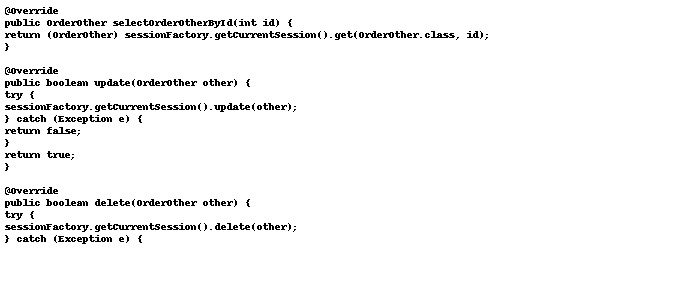 @Override
public OrderOther selectOrderOtherById(int id) {
return (OrderOther) sessionFactory.getCurrentSession().get(OrderOther.class, id);
}
@Override
public boolean update(OrderOther other) {
try {
sessionFactory.getCurrentSession().update(other);
} catch (Exception e) {
return false;
}
return true;
}
@Override
public boolean delete(OrderOther other) {
try {
sessionFactory.getCurrentSession().delete(other);
} catch (Exception e) {